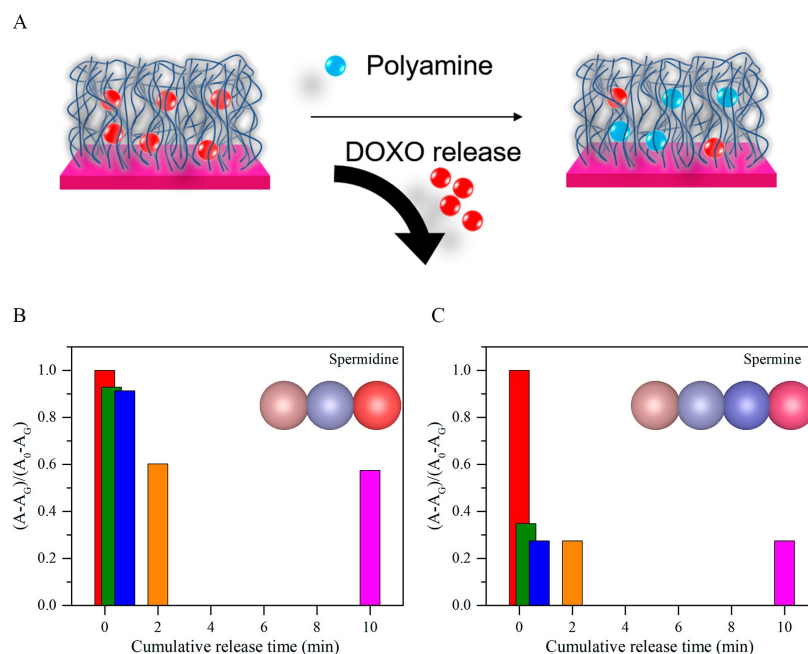 A
Polyamine
DOXO release
B
Spermidine
(A-A_G)/(A_0-A_G)
1.0
0.8
0.6
0.4
0.2
0.0
0 2 4 6 8 10
Cumulative release time (min)
C
Spermine
(A-A_G)/(A_0-A_G)
1.0
0.8
0.6
0.4
0.2
0.0
0 2 4 6 8 10
Cumulative release time (min)